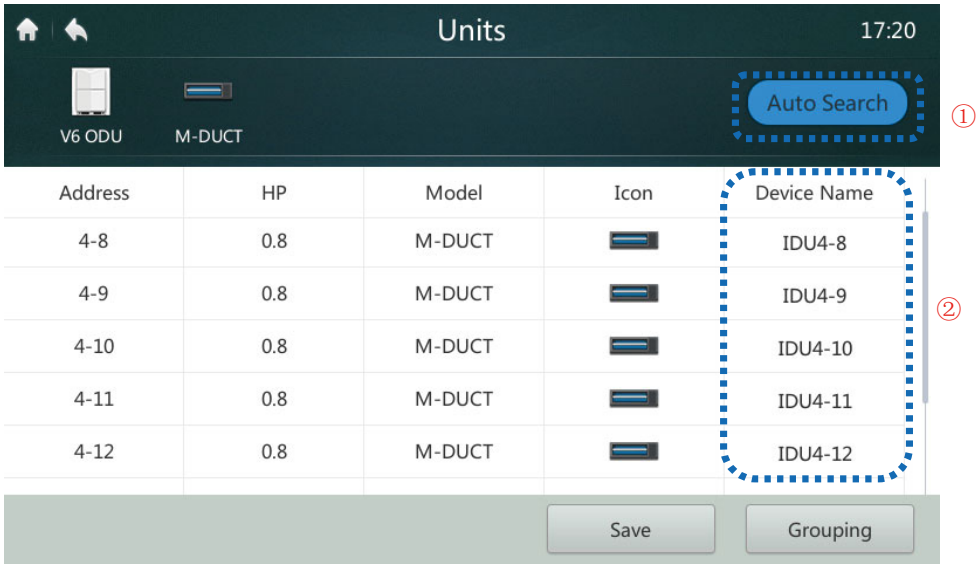 Units 17:20
Auto Search
①
V6 ODU M-DUCT
Address HP Model Icon Device Name
4-8 0.8 M-DUCT IDU4-8
4-9 0.8 M-DUCT IDU4-9
②
4-10 0.8 M-DUCT IDU4-10
4-11 0.8 M-DUCT IDU4-11
4-12 0.8 M-DUCT IDU4-12
Save Grouping